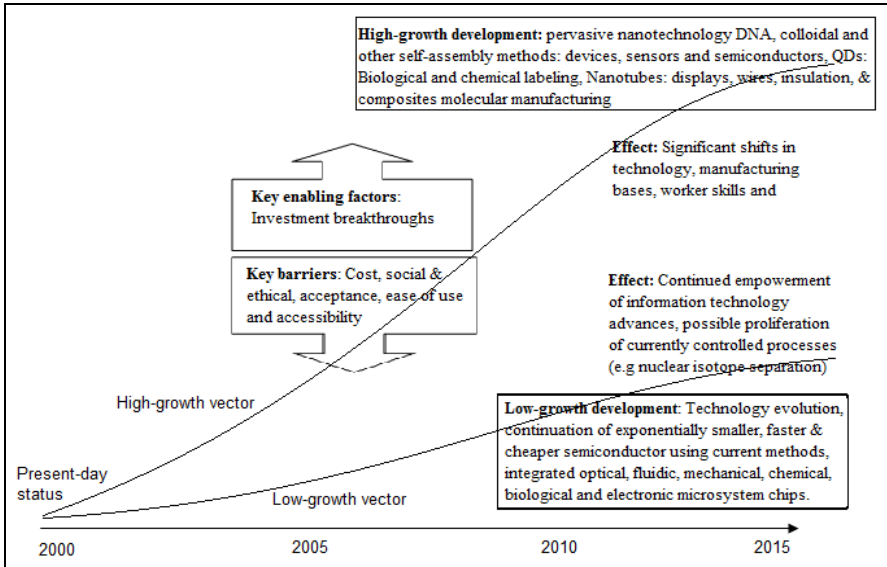 High-growth development: pervasive nanotechnology DNA, colloidal and
other self-assembly methods: devices, sensors and semiconductors, QDs:
Biological and chemical labeling, Nanotubes: displays, wires, insulation, &
composites molecular manufacturing
Effect: Significant shifts in
technology, manufacturing
bases, worker skills and
Key enabling factors:
Investment breakthroughs
Key barriers: Cost, social &
ethical, acceptance, ease of use
and accessibility
Effect: Continued empowerment
of information technology
advances, possible proliferation
of currently controlled processes
(e.g nuclear isotope separation)
High-growth vector
Low-growth development: Technology evolution,
continuation of exponentially smaller, faster &
cheaper semiconductor using current methods,
integrated optical, fluidic, mechanical, chemical,
biological and electronic microsystem chips.
Present-day
status
Low-growth vector
2000
2005
2010
2015